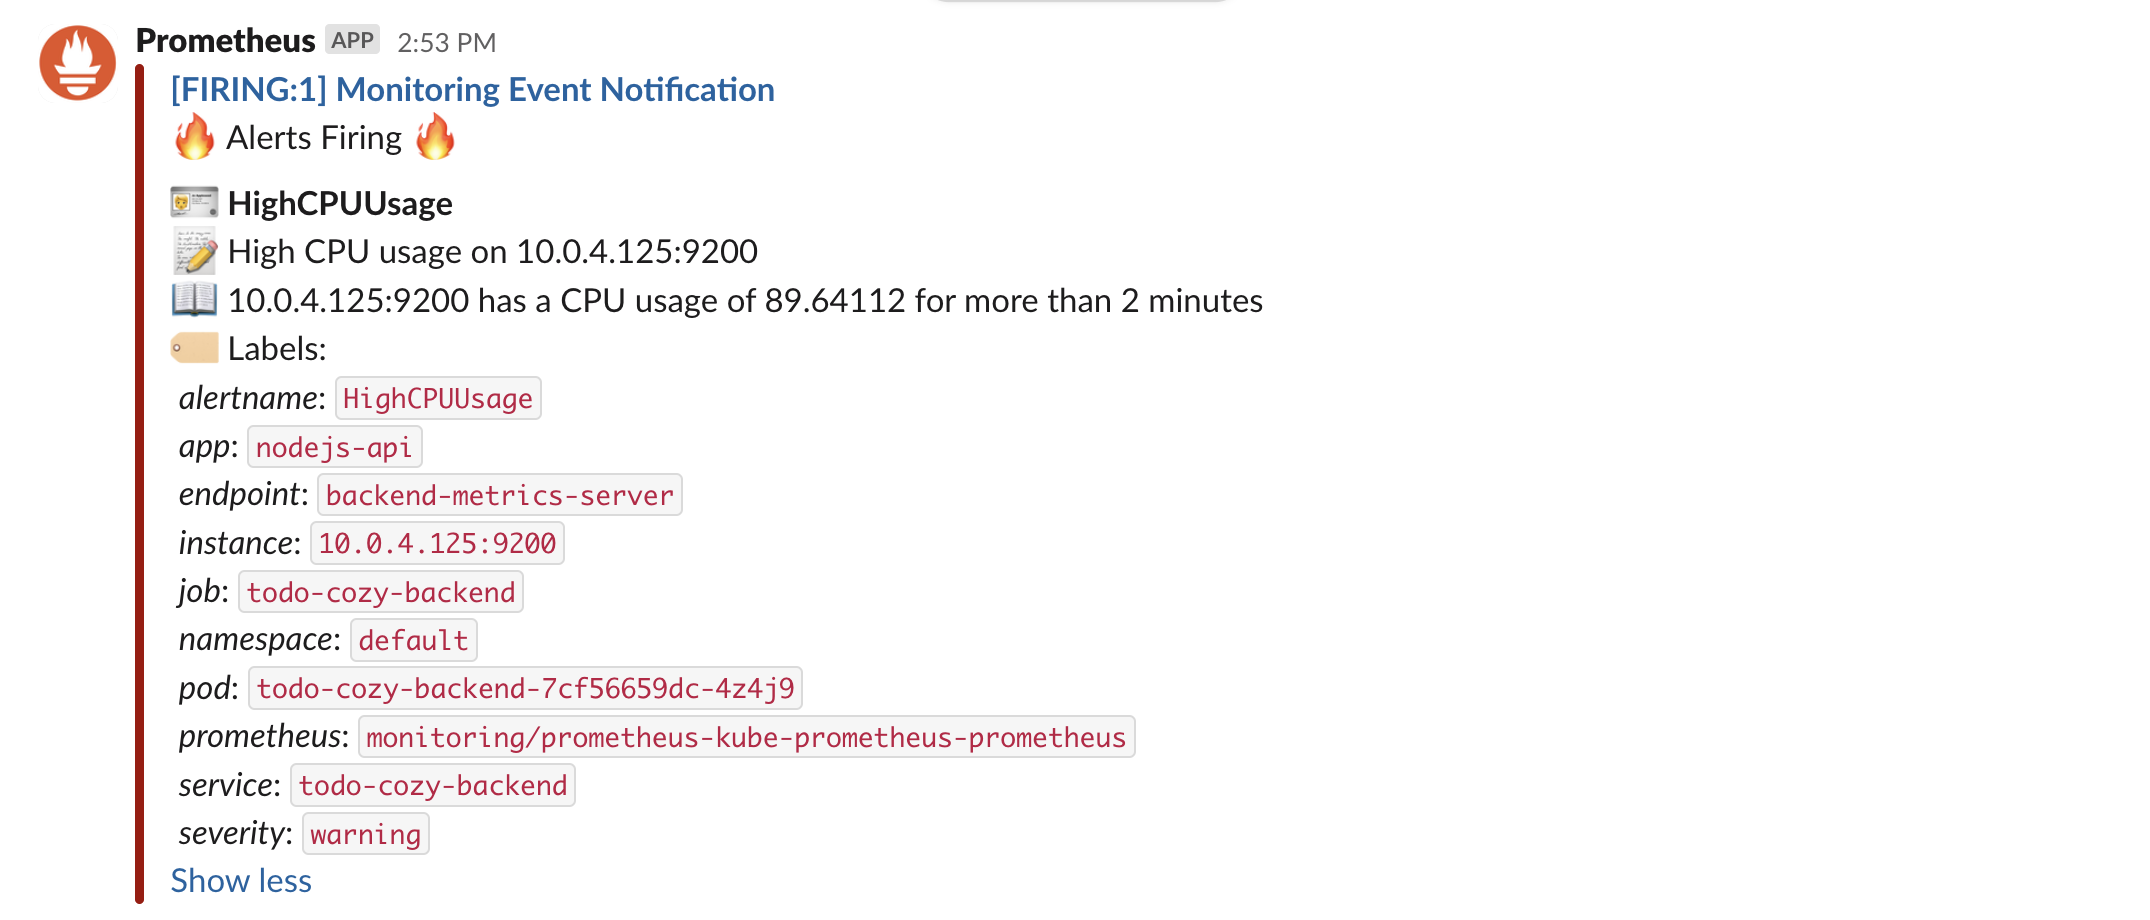 Prometheus APP 2:53 PM
[FIRING:1] Monitoring Event Notification
🔥 Alerts Firing 🔥
HighCPUUsage
High CPU usage on 10.0.4.125:9200
10.0.4.125:9200 has a CPU usage of 89.64112 for more than 2 minutes
Labels:
alertname: HighCPUUsage
app: nodejs-api
endpoint: backend-metrics-server
instance: 10.0.4.125:9200
job: todo-cozy-backend
namespace: default
pod: todo-cozy-backend-7cf56659dc-4z4j9
prometheus: monitoring/prometheus-kube-prometheus-prometheus
service: todo-cozy-backend
severity: warning
Show less